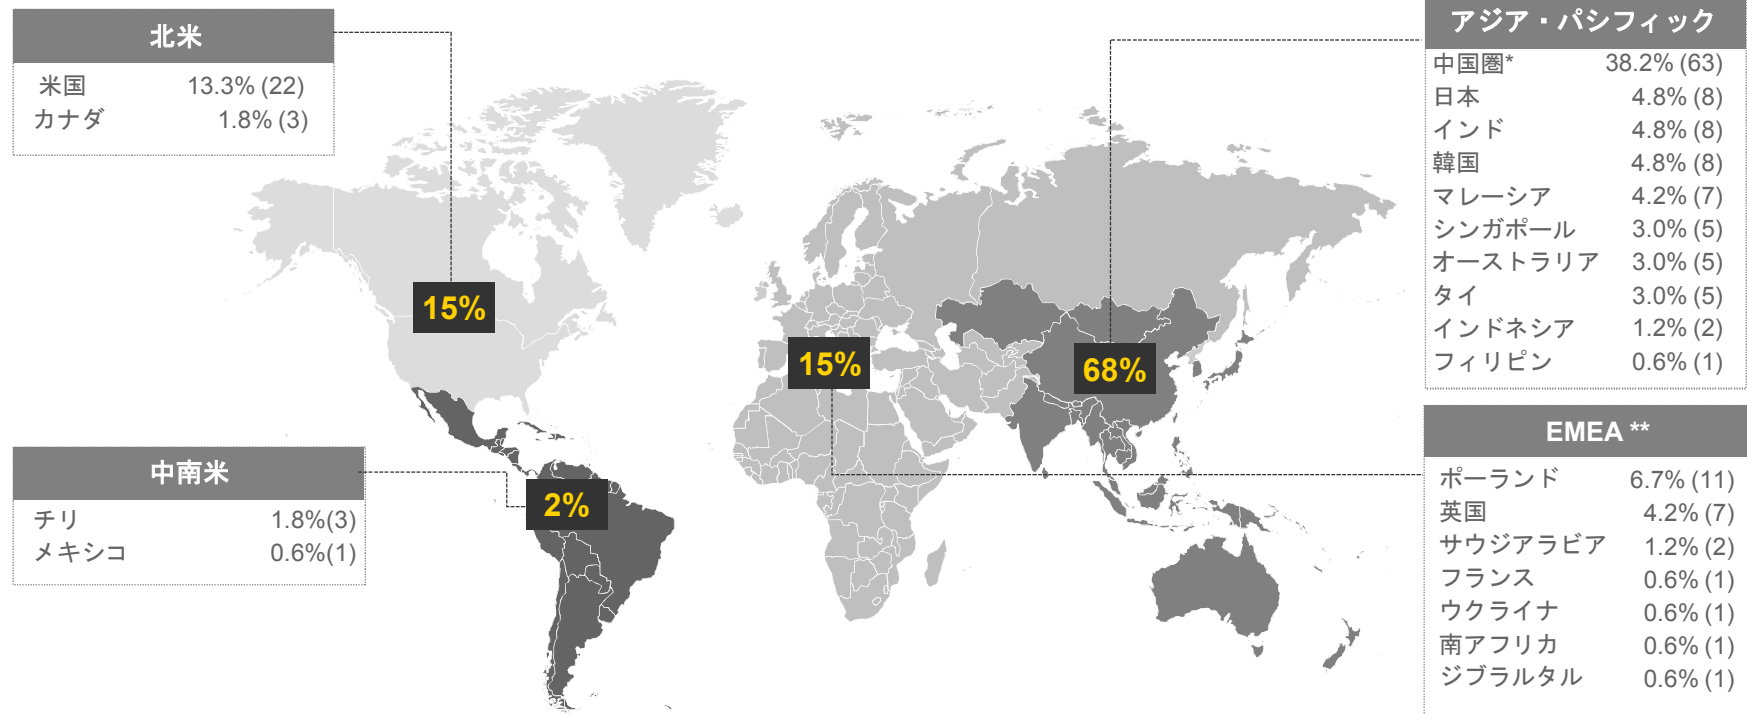 北米
米国 13.3% (22)
カナダ 1.8% (3)
15%
中南米
チリ 1.8%(3)
メキシコ 0.6%(1)
2%
アジア・パシフィック
中国圏* 38.2% (63)
日本 4.8% (8)
インド 4.8% (8)
韓国 4.8% (8)
マレーシア 4.2% (7)
シンガポール 3.0% (5)
オーストラリア 3.0% (5)
タイ 3.0% (5)
インドネシア 1.2% (2)
フィリピン 0.6% (1)
68%
EMEA **
ポーランド 6.7% (11)
英国 4.2% (7)
サウジアラビア 1.2% (2)
フランス 0.6% (1)
ウクライナ 0.6% (1)
南アフリカ 0.6% (1)
ジブラルタル 0.6% (1)
15%